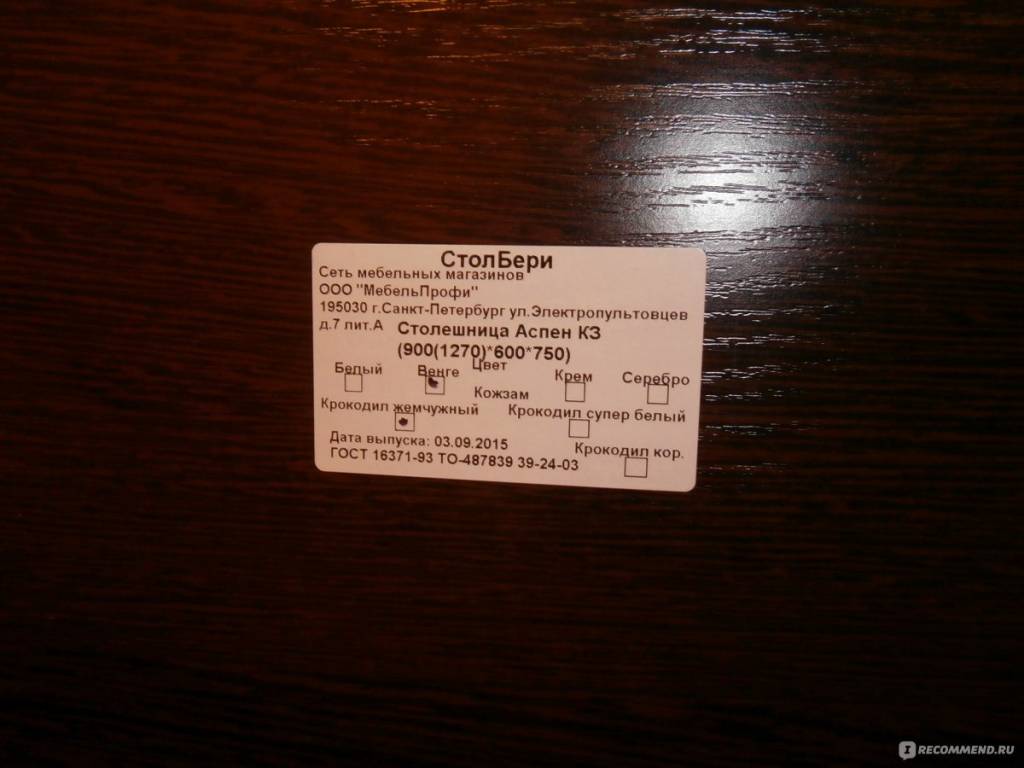 СтолБери
Сеть мебельных магазинов
ООО "МебельПрофи"
195030 г.Санкт-Петербург ул.Электропультовцев
д.7 лит.А Столешница Аспен КЗ
(900(1270)*600*750)
Цвет
Белый Венге Крем Серебро
Кожзам
Крокодил жемчужный Крокодил супер белый
Дата выпуска: 03.09.2015 Крокодил кор.
ГОСТ 16371-93 ТО-487839 39-24-03
IRECOMMEND.RU